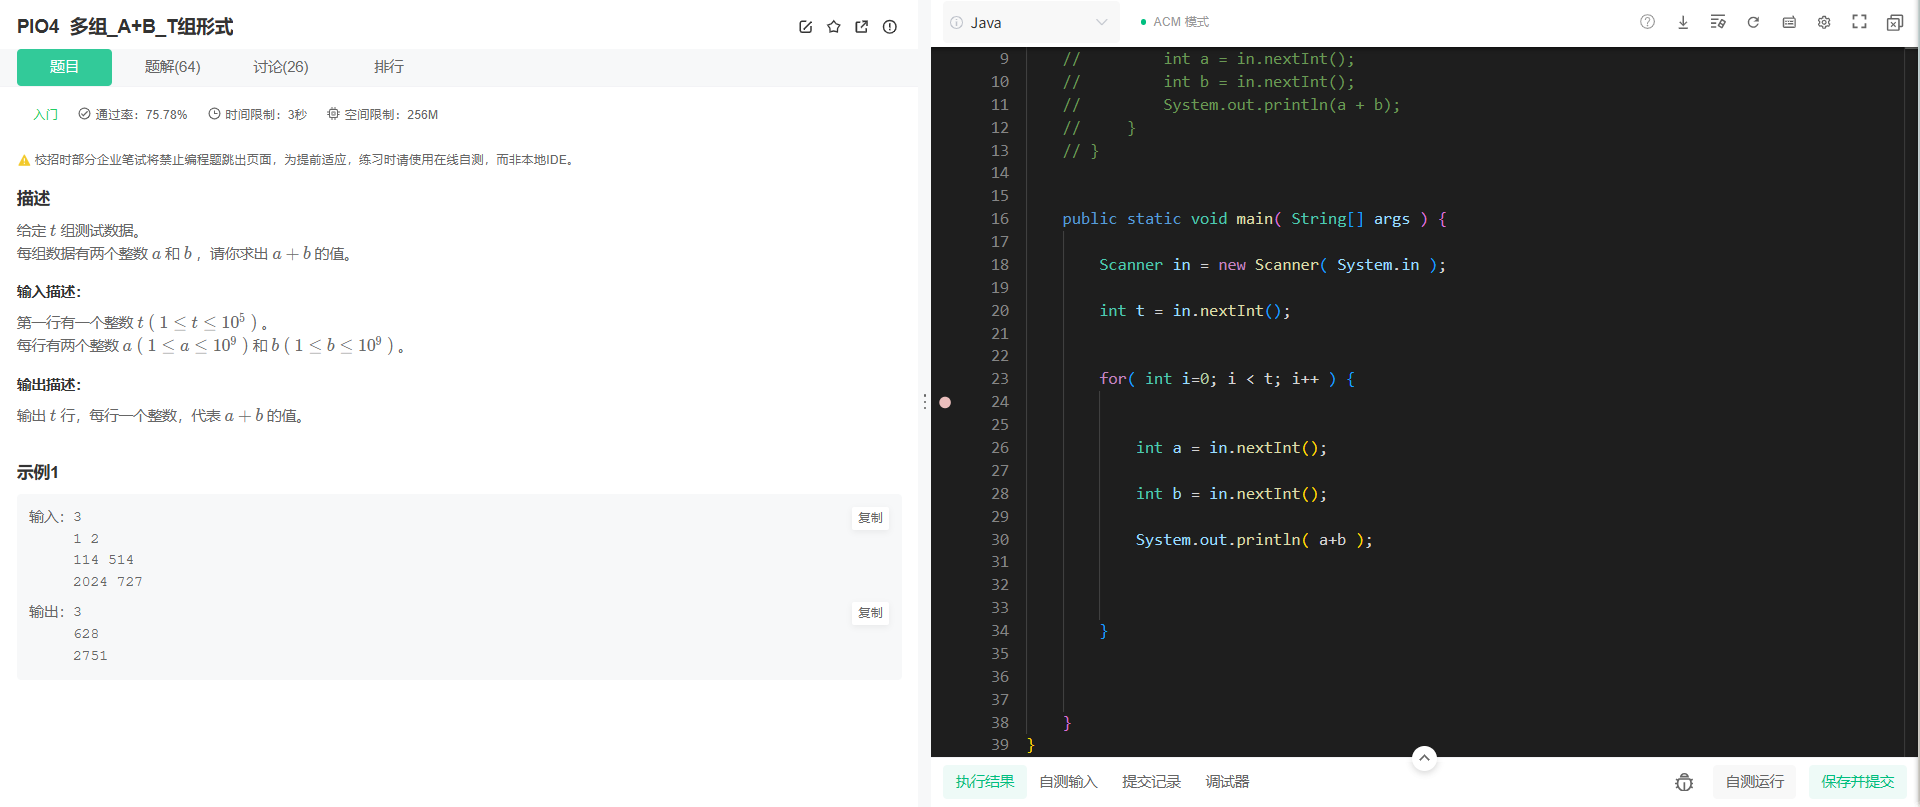 PIO4 多组_A+B_T组形式
题目 题解(64) 讨论(26) 排行
入门 通过率：75.78% 时间限制：3秒 空间限制：256M
校招时部分企业笔试将禁止编程题跳出页面，为提前适应，练习时请使用在线自测，而非本地IDE。
描述
给定 t 组测试数据。
每组数据有两个整数 a 和 b ，请你求出 a + b 的值。
输入描述：
第一行有一个整数 t ( 1 ≤ t ≤ 10⁵ ) 。
每行有两个整数 a ( 1 ≤ a ≤ 10⁹ ) 和 b ( 1 ≤ b ≤ 10⁹ ) 。
输出描述：
输出 t 行，每行一个整数，代表 a + b 的值。
示例1
输入：3
1 2
114 514
2024 727
复制
输出：3
628
2751
复制
Java
ACM 模式
9 // int a = in.nextInt();
10 // int b = in.nextInt();
11 // System.out.println(a + b);
12 // }
13 // }
14
15
16 public static void main( String[] args ) {
17
18 Scanner in = new Scanner( System.in );
19
20 int t = in.nextInt();
21
22
23 for( int i=0; i < t; i++ ) {
24
25
26 int a = in.nextInt();
27
28 int b = in.nextInt();
29
30 System.out.println( a+b );
31
32
33
34 }
35
36
37
38 }
39 }
执行结果 自测输入 提交记录 调试器
自测运行 保存并提交